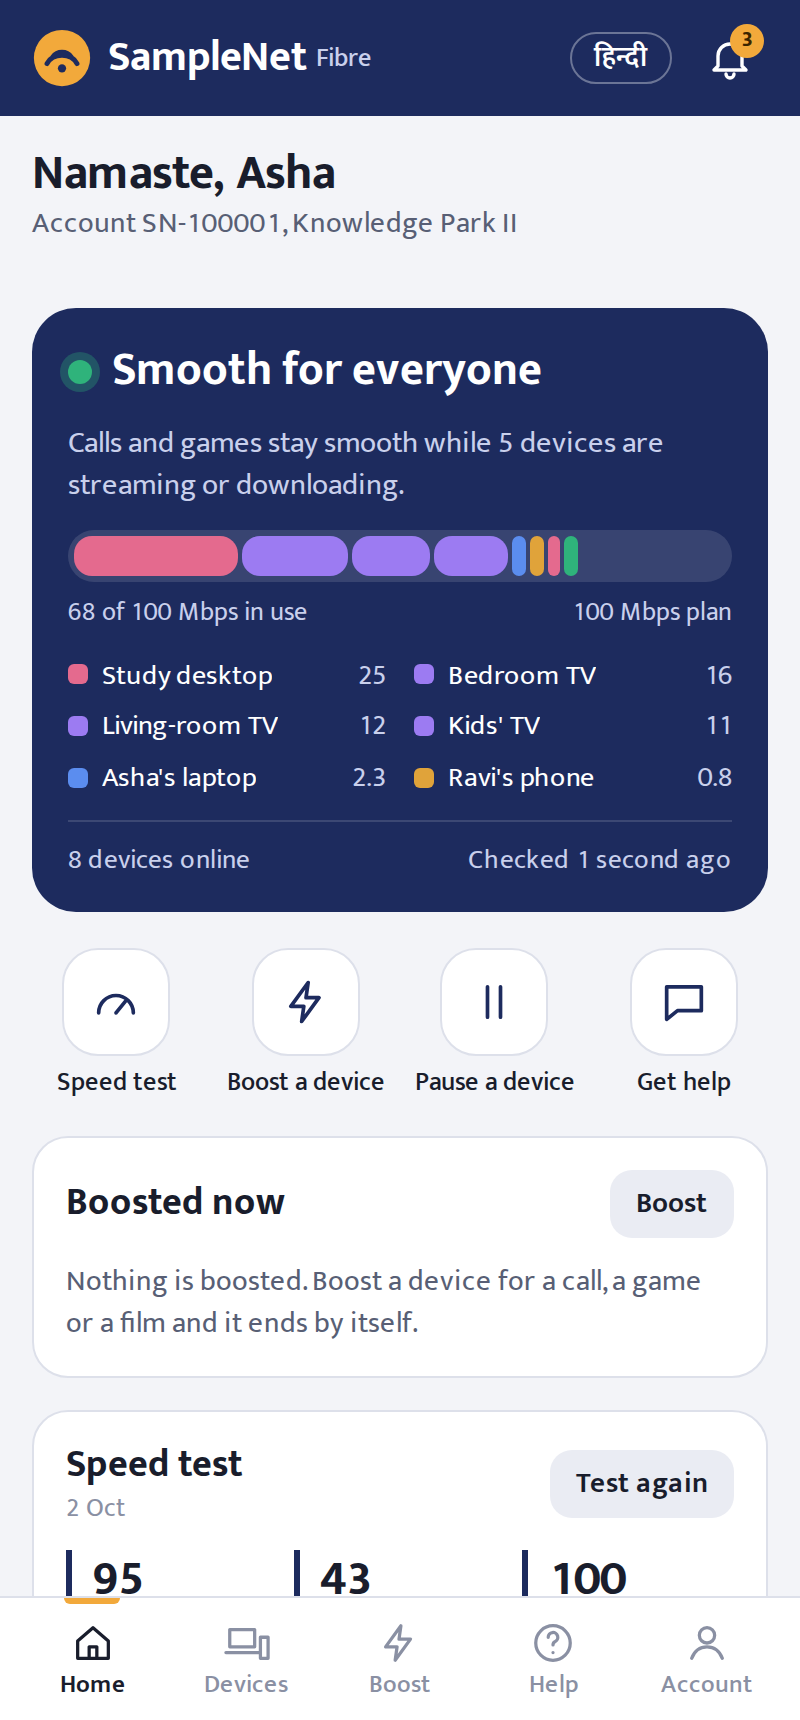 SampleNet Fibre
हिन्दी
3
Namaste, Asha
Account SN-100001, Knowledge Park II
Smooth for everyone
Calls and games stay smooth while 5 devices are
streaming or downloading.
68 of 100 Mbps in use
100 Mbps plan
Study desktop 25
Bedroom TV 16
Living-room TV 12
Kids' TV 11
Asha's laptop 2.3
Ravi's phone 0.8
8 devices online
Checked 1 second ago
Speed test
Boost a device
Pause a device
Get help
Boosted now
Boost
Nothing is boosted. Boost a device for a call, a game
or a film and it ends by itself.
Speed test
2 Oct
Test again
95
43
100
Home
Devices
Boost
Help
Account